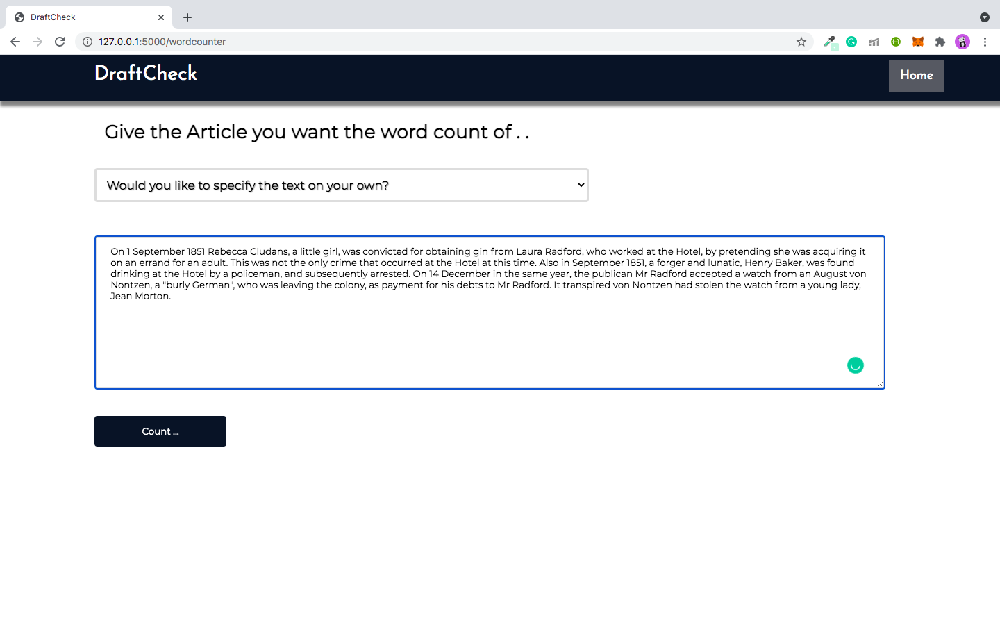 DraftCheck
127.0.0.1:5000/wordcounter
DraftCheck
Home
Give the Article you want the word count of . .
Would you like to specify the text on your own?
On 1 September 1851 Rebecca Cludans, a little girl, was convicted for obtaining gin from Laura Radford, who worked at the Hotel, by pretending she was acquiring it
on an errand for an adult. This was not the only crime that occurred at the Hotel at this time. Also in September 1851, a forger and lunatic, Henry Baker, was found
drinking at the Hotel by a policeman, and subsequently arrested. On 14 December in the same year, the publican Mr Radford accepted a watch from an August von
Nontzen, a "burly German", who was leaving the colony, as payment for his debts to Mr Radford. It transpired von Nontzen had stolen the watch from a young lady,
Jean Morton.
Count ...